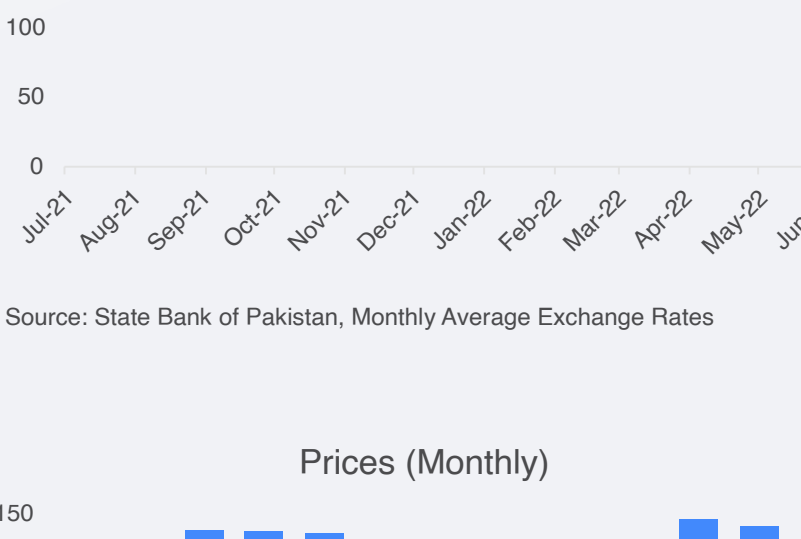 100
50
0
Jul-21 Aug-21 Sep-21 Oct-21 Nov-21 Dec-21 Jan-22 Feb-22 Mar-22 Apr-22 May-22
Source: State Bank of Pakistan, Monthly Average Exchange Rates
Prices (Monthly)
150